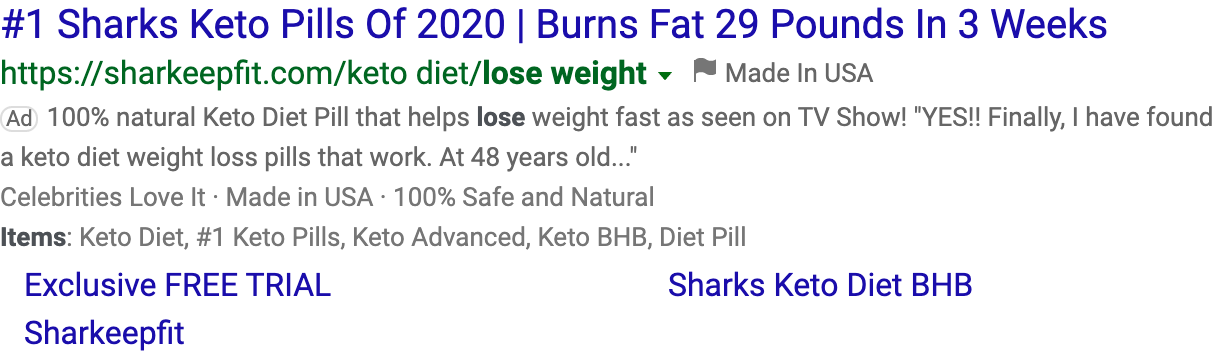 #1 Sharks Keto Pills Of 2020 | Burns Fat 29 Pounds In 3 Weeks
https://sharkeepfit.com/keto diet/lose weight Made In USA
Ad 100% natural Keto Diet Pill that helps lose weight fast as seen on TV Show! "YES!! Finally, I have found
a keto diet weight loss pills that work. At 48 years old..."
Celebrities Love It · Made in USA · 100% Safe and Natural
Items: Keto Diet, #1 Keto Pills, Keto Advanced, Keto BHB, Diet Pill
Exclusive FREE TRIAL
Sharks Keto Diet BHB
Sharkeepfit